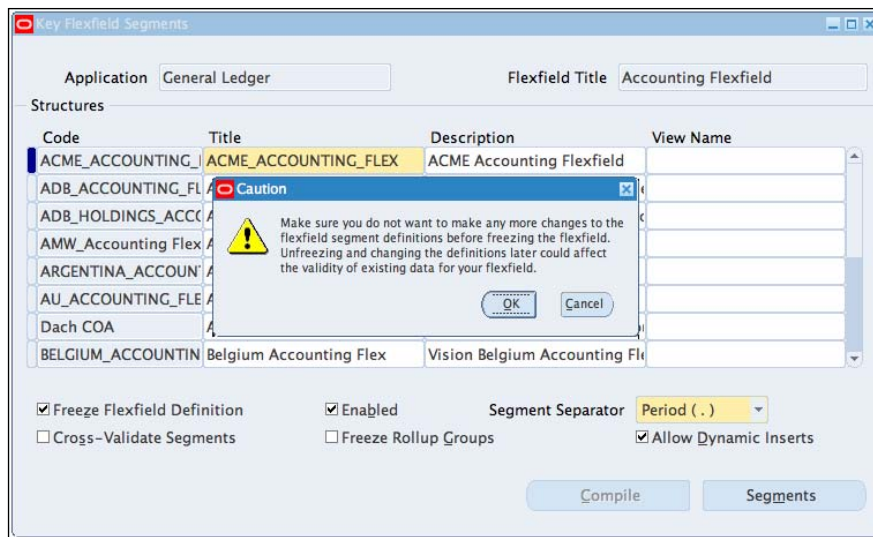 Key Flexfield Segments
Application General Ledger Flexfield Title Accounting Flexfield
Structures
Code Title Description View Name
ACME_ACCOUNTING_ ACME_ACCOUNTING_FLEX ACME Accounting Flexfield
ADB_ACCOUNTING_FL
Caution
ADB_HOLDINGS_ACC
Make sure you do not want to make any more changes to the
flexfield segment definitions before freezing the flexfield.
Unfreezing and changing the definitions later could affect
the validity of existing data for your flexfield.
OK Cancel
AMW_Accounting Flex A
ARGENTINA_ACCOUN
AU_ACCOUNTING_FLE A
Dach COA
BELGIUM_ACCOUNTIN Belgium Accounting Flex Vision Belgium Accounting Fl
Freeze Flexfield Definition Enabled Segment Separator Period ( . )
Cross-Validate Segments Freeze Rollup Groups Allow Dynamic Inserts
Compile Segments